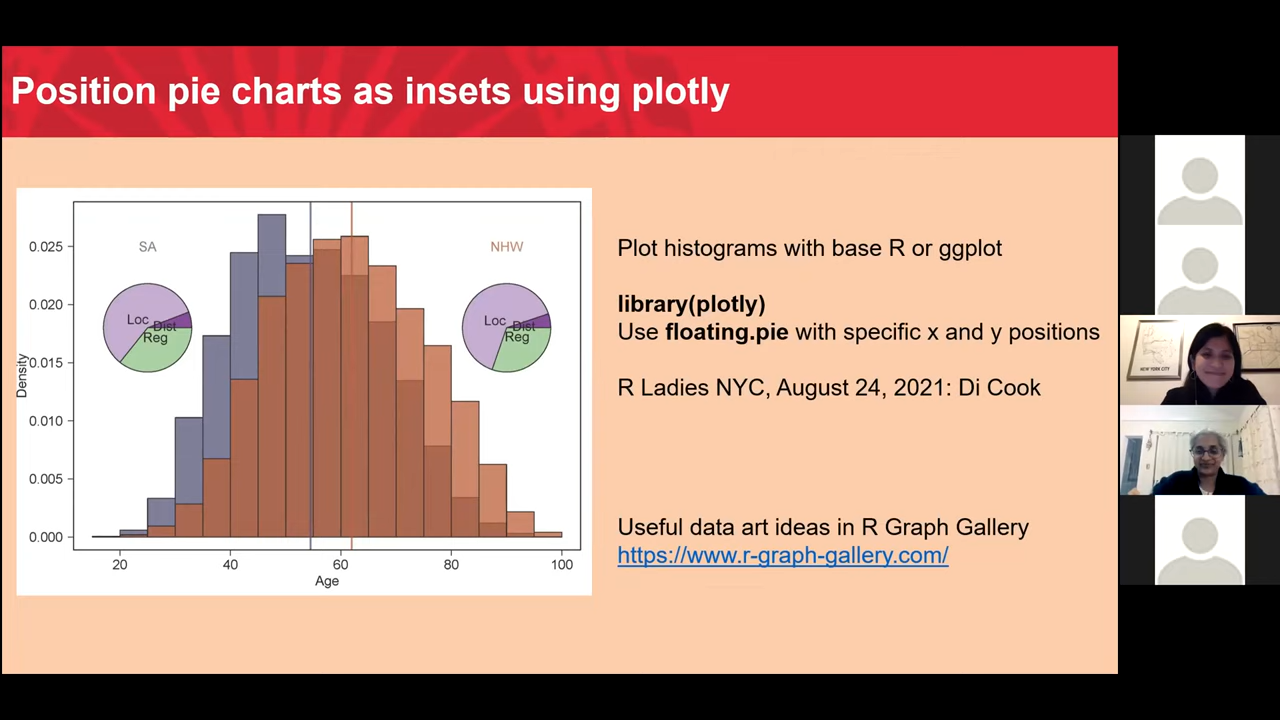 Position pie charts as insets using plotly
SA
NHW
Loc
Dist
Reg
Loc
Dist
Reg
0.025
0.020
0.015
0.010
0.005
0.000
Density
20 40 60 80 100
Age
Plot histograms with base R or ggplot
library(plotly)
Use floating.pie with specific x and y positions
R Ladies NYC, August 24, 2021: Di Cook
Useful data art ideas in R Graph Gallery
https://www.r-graph-gallery.com/
NEW YORK CITY